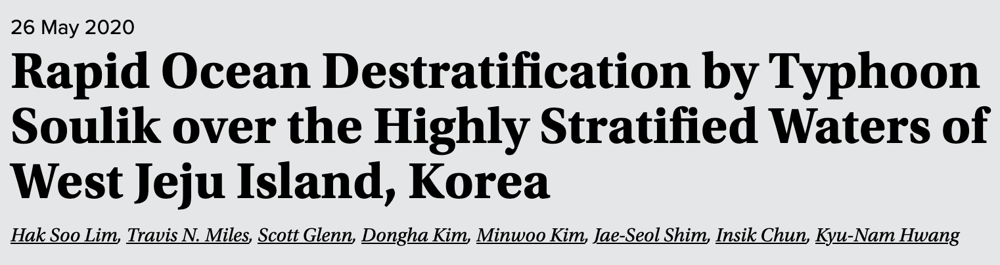 26 May 2020
Rapid Ocean Destratification by Typhoon
Soulik over the Highly Stratified Waters of
West Jeju Island, Korea
Hak Soo Lim, Travis N. Miles, Scott Glenn, Dongha Kim, Minwoo Kim, Jae-Seol Shim, Insik Chun, Kyu-Nam Hwang